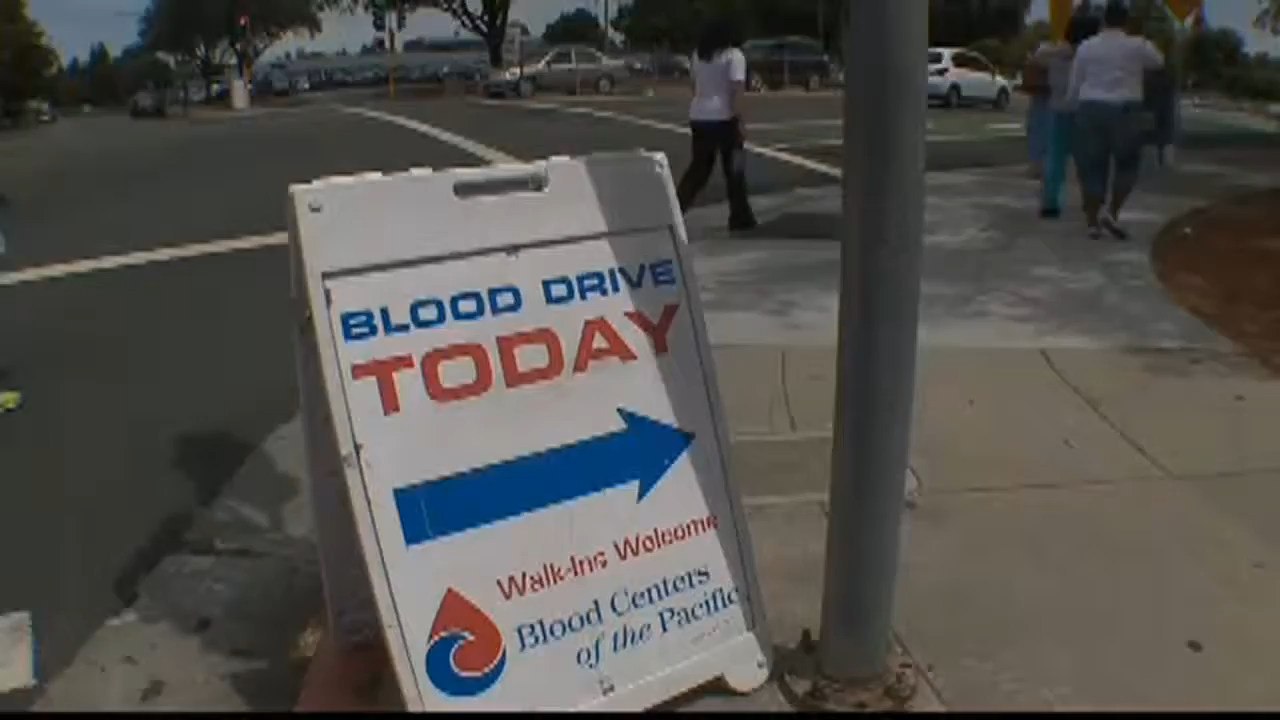 BLOOD DRIVE
TODAY
Walk-Ins Welcome
Blood Centers
of the Pacific